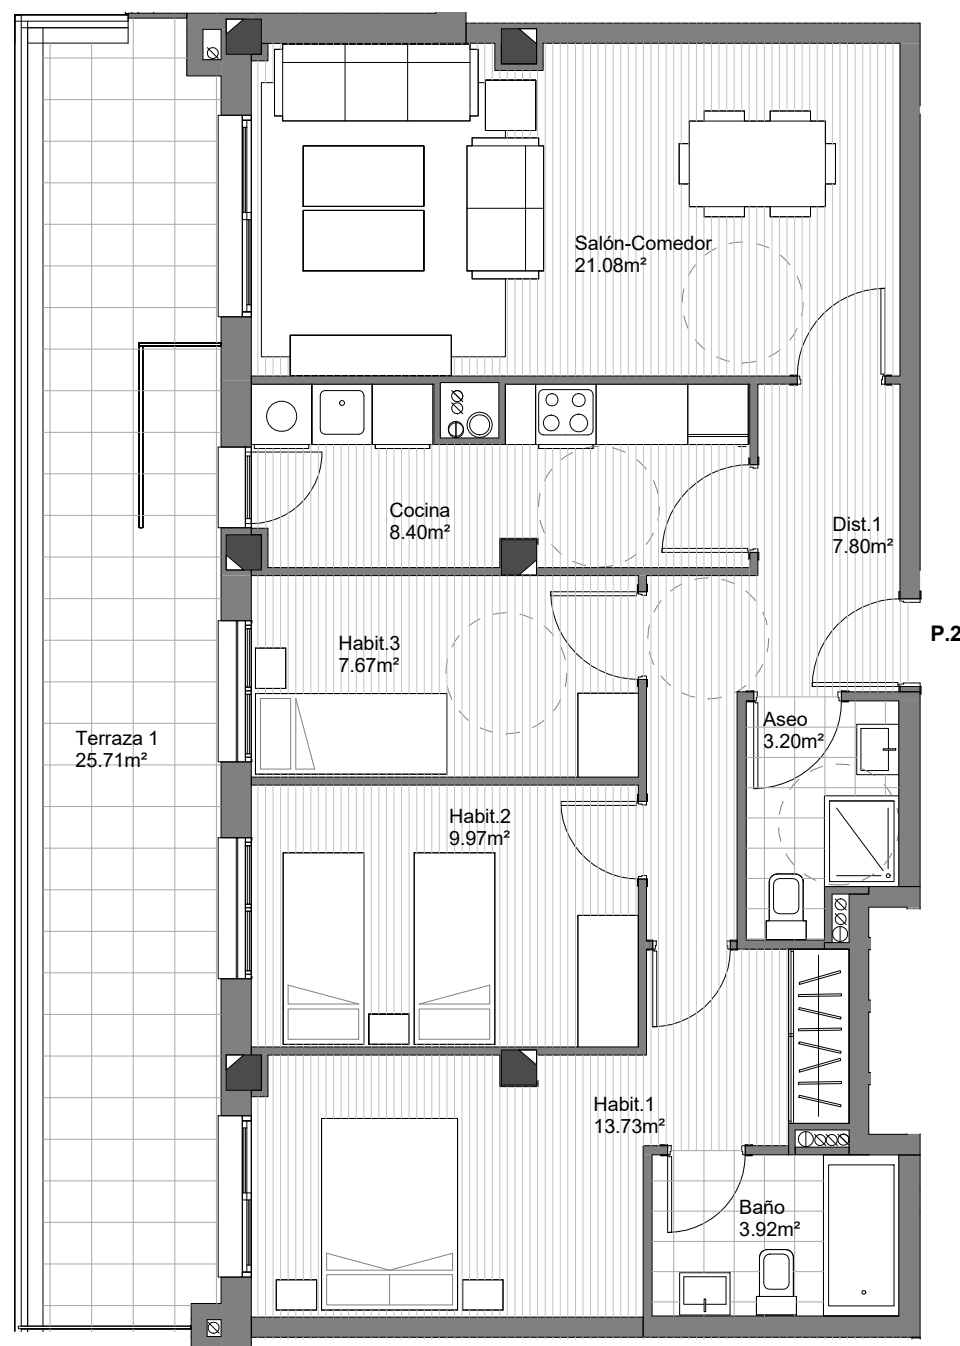 Salón-Comedor
21.08m²
Cocina
8.40m²
Dist.1
7.80m²
P.2
Habit.3
7.67m²
Aseo
3.20m²
Terraza 1
25.71m²
Habit.2
9.97m²
Habit.1
13.73m²
Baño
3.92m²